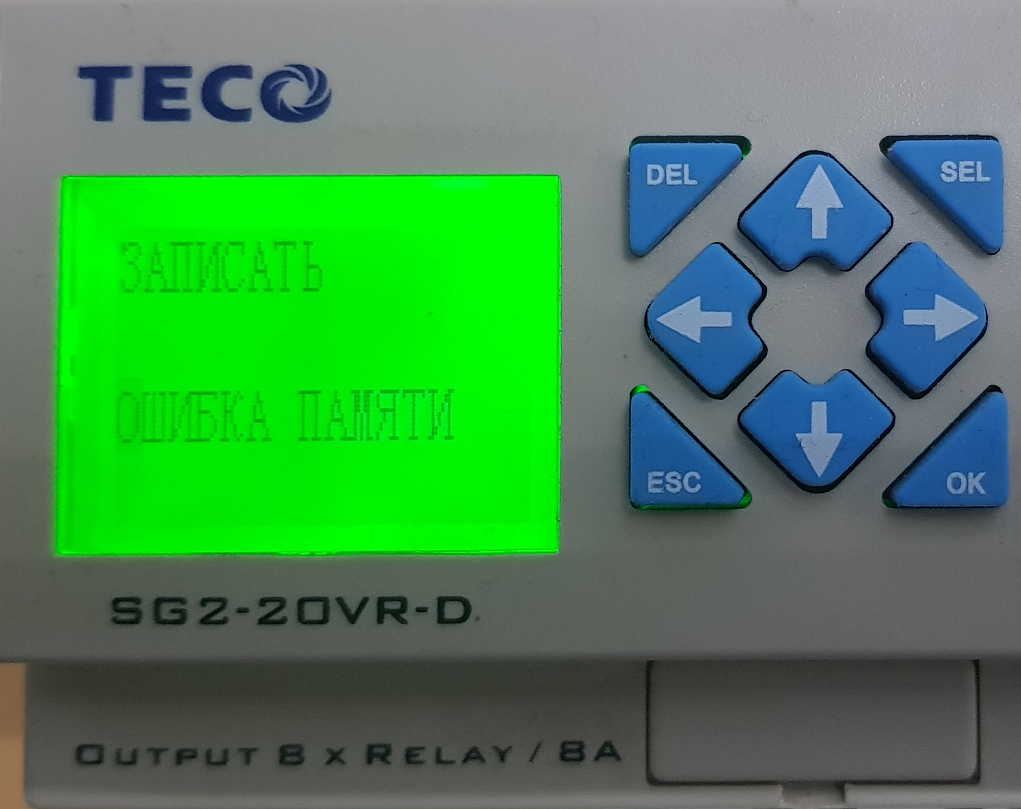 TECO
ЗАПИСАТЬ
ОШИБКА ПАМЯТИ
DEL
SEL
ESC
OK
SG2-20VR-D
OUTPUT 8 X RELAY / 8A